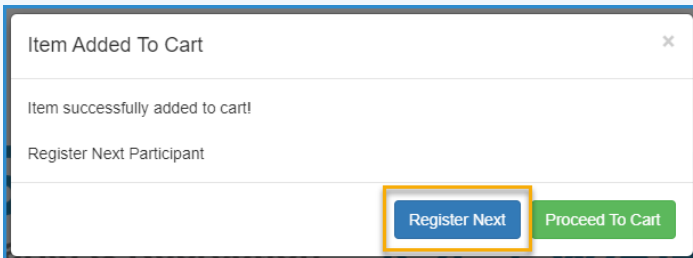 Item Added To Cart ×
Item successfully added to cart!
Register Next Participant
Register Next Proceed To Cart